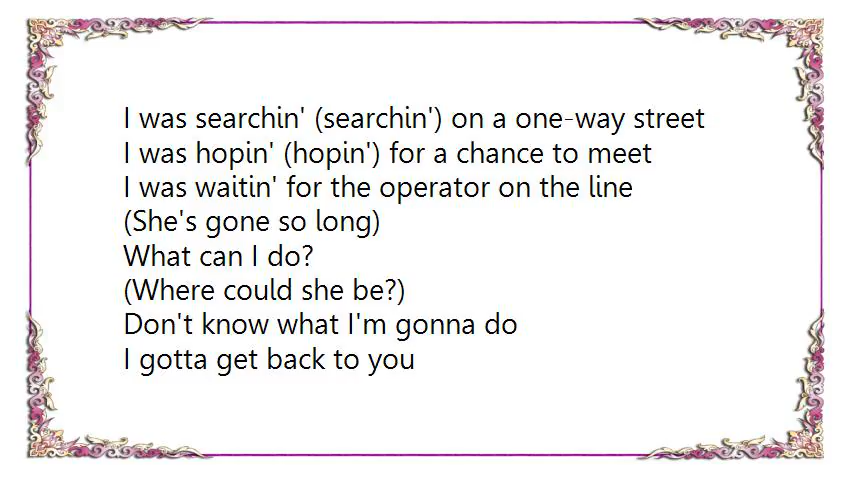 I was searchin' (searchin') on a one-way street
I was hopin' (hopin') for a chance to meet
I was waitin' for the operator on the line
(She's gone so long)
What can I do?
(Where could she be?)
Don't know what I'm gonna do
I gotta get back to you